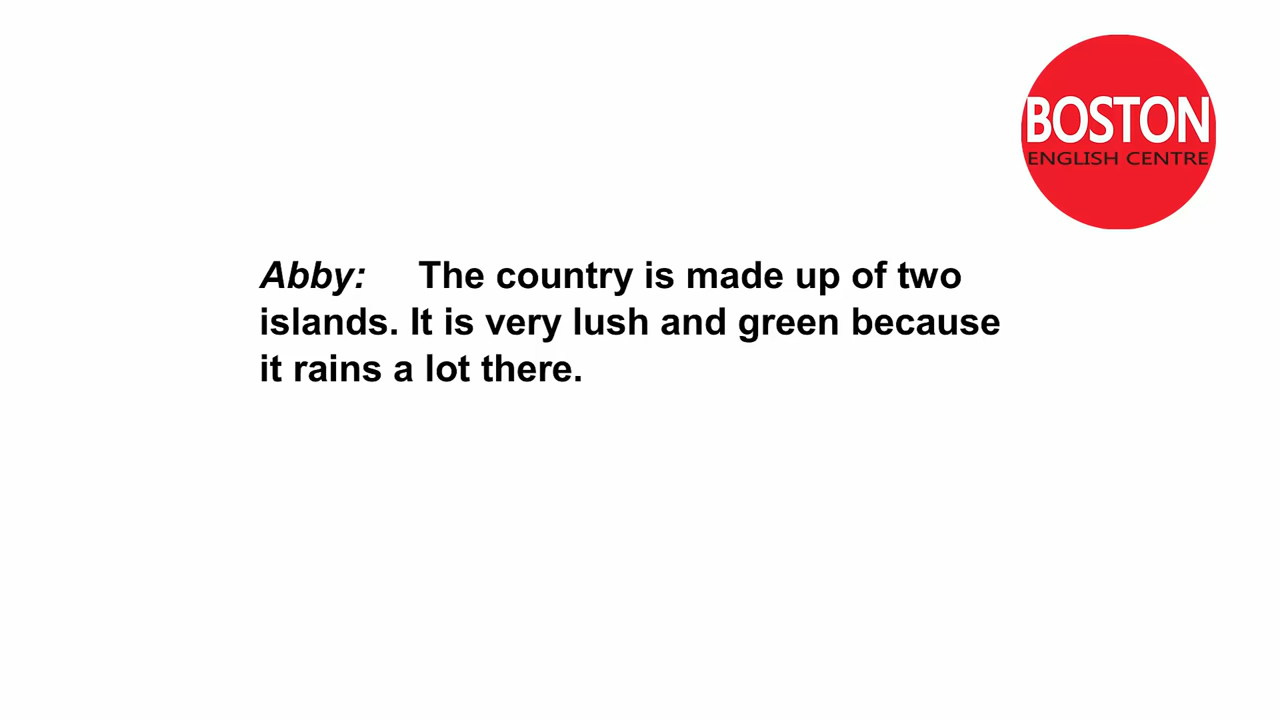 BOSTON
ENGLISH CENTRE
Abby: The country is made up of two
islands. It is very lush and green because
it rains a lot there.